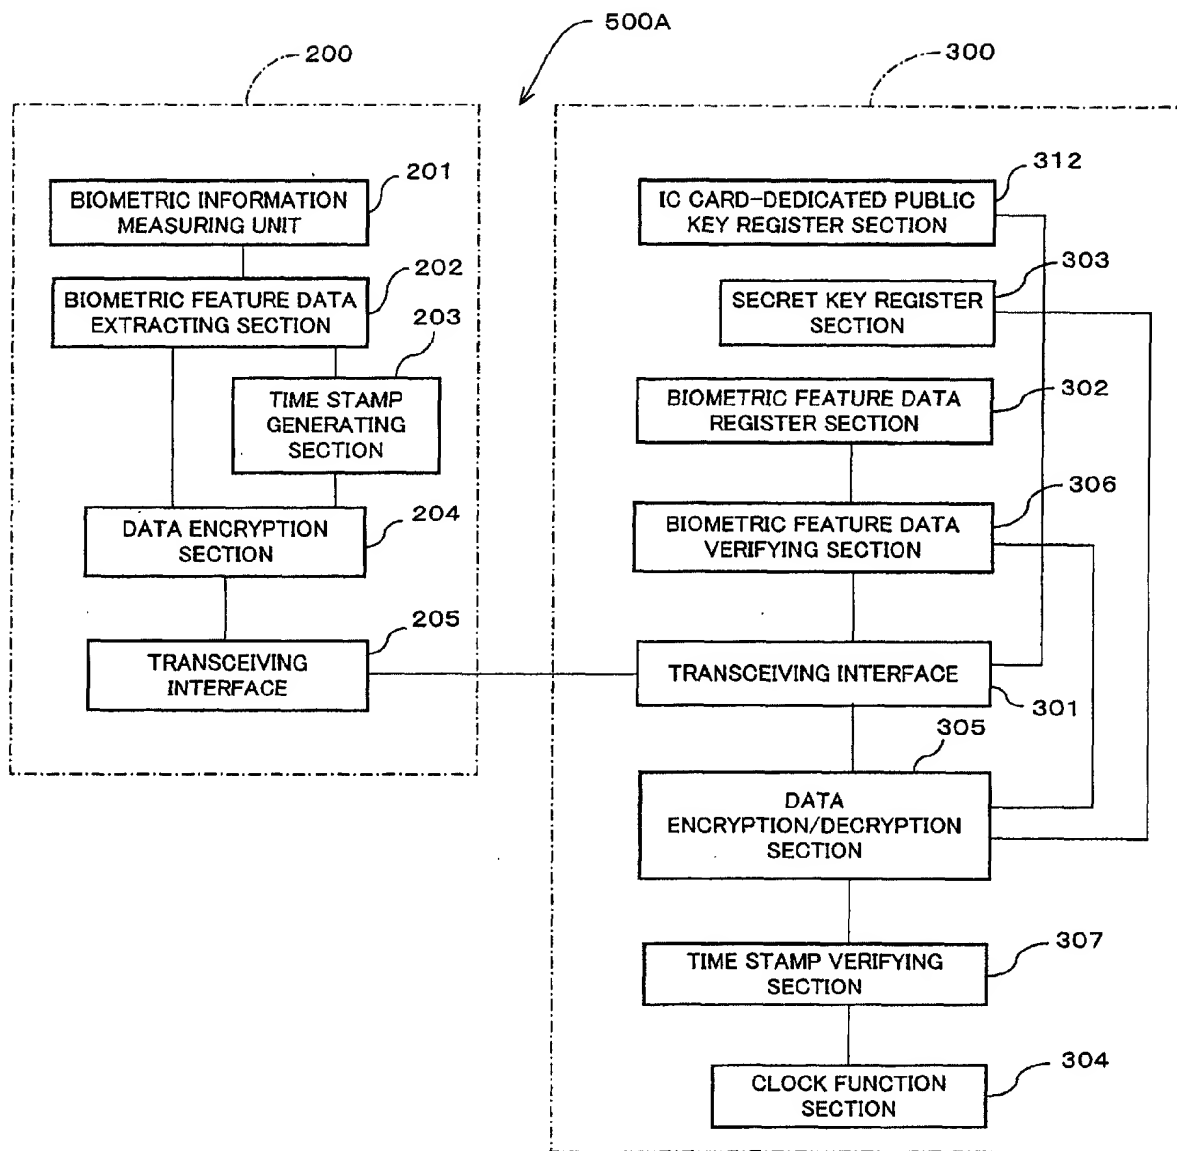 500A
200
300
201
BIOMETRIC INFORMATION
MEASURING UNIT
202
BIOMETRIC FEATURE DATA
EXTRACTING SECTION
203
TIME STAMP
GENERATING
SECTION
204
DATA ENCRYPTION
SECTION
205
TRANSCEIVING
INTERFACE
312
IC CARD-DEDICATED PUBLIC
KEY REGISTER SECTION
303
SECRET KEY REGISTER
SECTION
302
BIOMETRIC FEATURE DATA
REGISTER SECTION
306
BIOMETRIC FEATURE DATA
VERIFYING SECTION
TRANSCEIVING INTERFACE
301
305
DATA
ENCRYPTION/DECRYPTION
SECTION
307
TIME STAMP VERIFYING
SECTION
304
CLOCK FUNCTION
SECTION